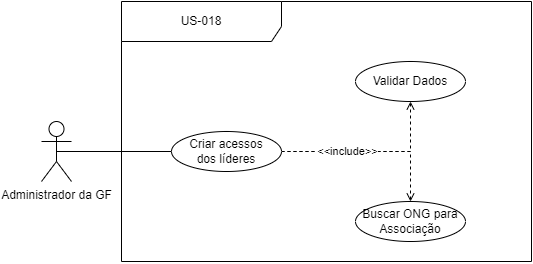 US-018
Validar Dados
Criar acessos
dos líderes
<<include>>
Administrador da GF
Buscar ONG para
Associação